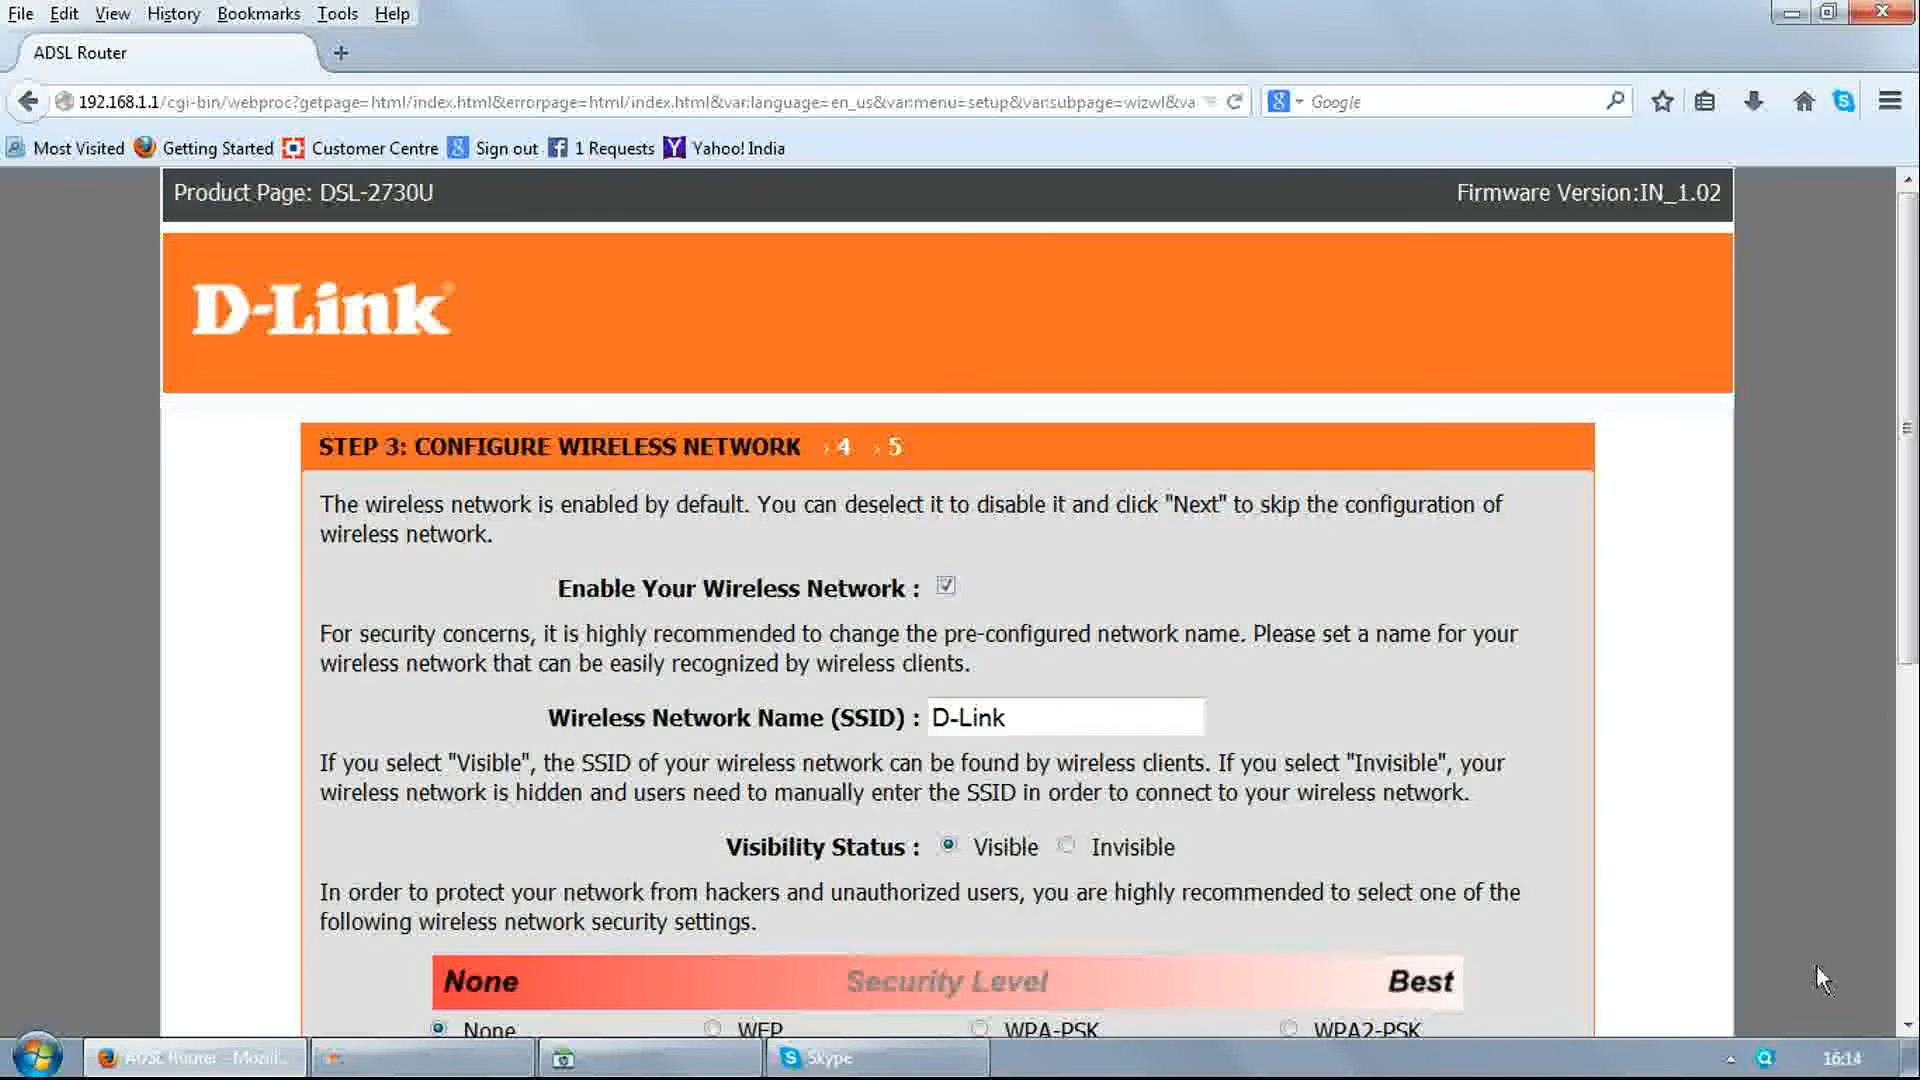 File Edit View History Bookmarks Tools Help
ADSL Router
192.168.1.1/cgi-bin/webproc?getpage=html/index.html&errorpage=html/index.html&var:language=en_us&var:menu=setup&var:subpage=wizwl&va Google
Most Visited Getting Started Customer Centre Sign out 1 Requests Yahoo! India
Product Page: DSL-2730U Firmware Version:IN_1.02
D-Link
STEP 3: CONFIGURE WIRELESS NETWORK › 4 › 5
The wireless network is enabled by default. You can deselect it to disable it and click "Next" to skip the configuration of
wireless network.
Enable Your Wireless Network :
For security concerns, it is highly recommended to change the pre-configured network name. Please set a name for your
wireless network that can be easily recognized by wireless clients.
Wireless Network Name (SSID) : D-Link
If you select "Visible", the SSID of your wireless network can be found by wireless clients. If you select "Invisible", your
wireless network is hidden and users need to manually enter the SSID in order to connect to your wireless network.
Visibility Status : Visible Invisible
In order to protect your network from hackers and unauthorized users, you are highly recommended to select one of the
following wireless network security settings.
None Security Level Best
None WEP WPA-PSK WPA2-PSK
ADSL Router - Mozil... Skype 16:14